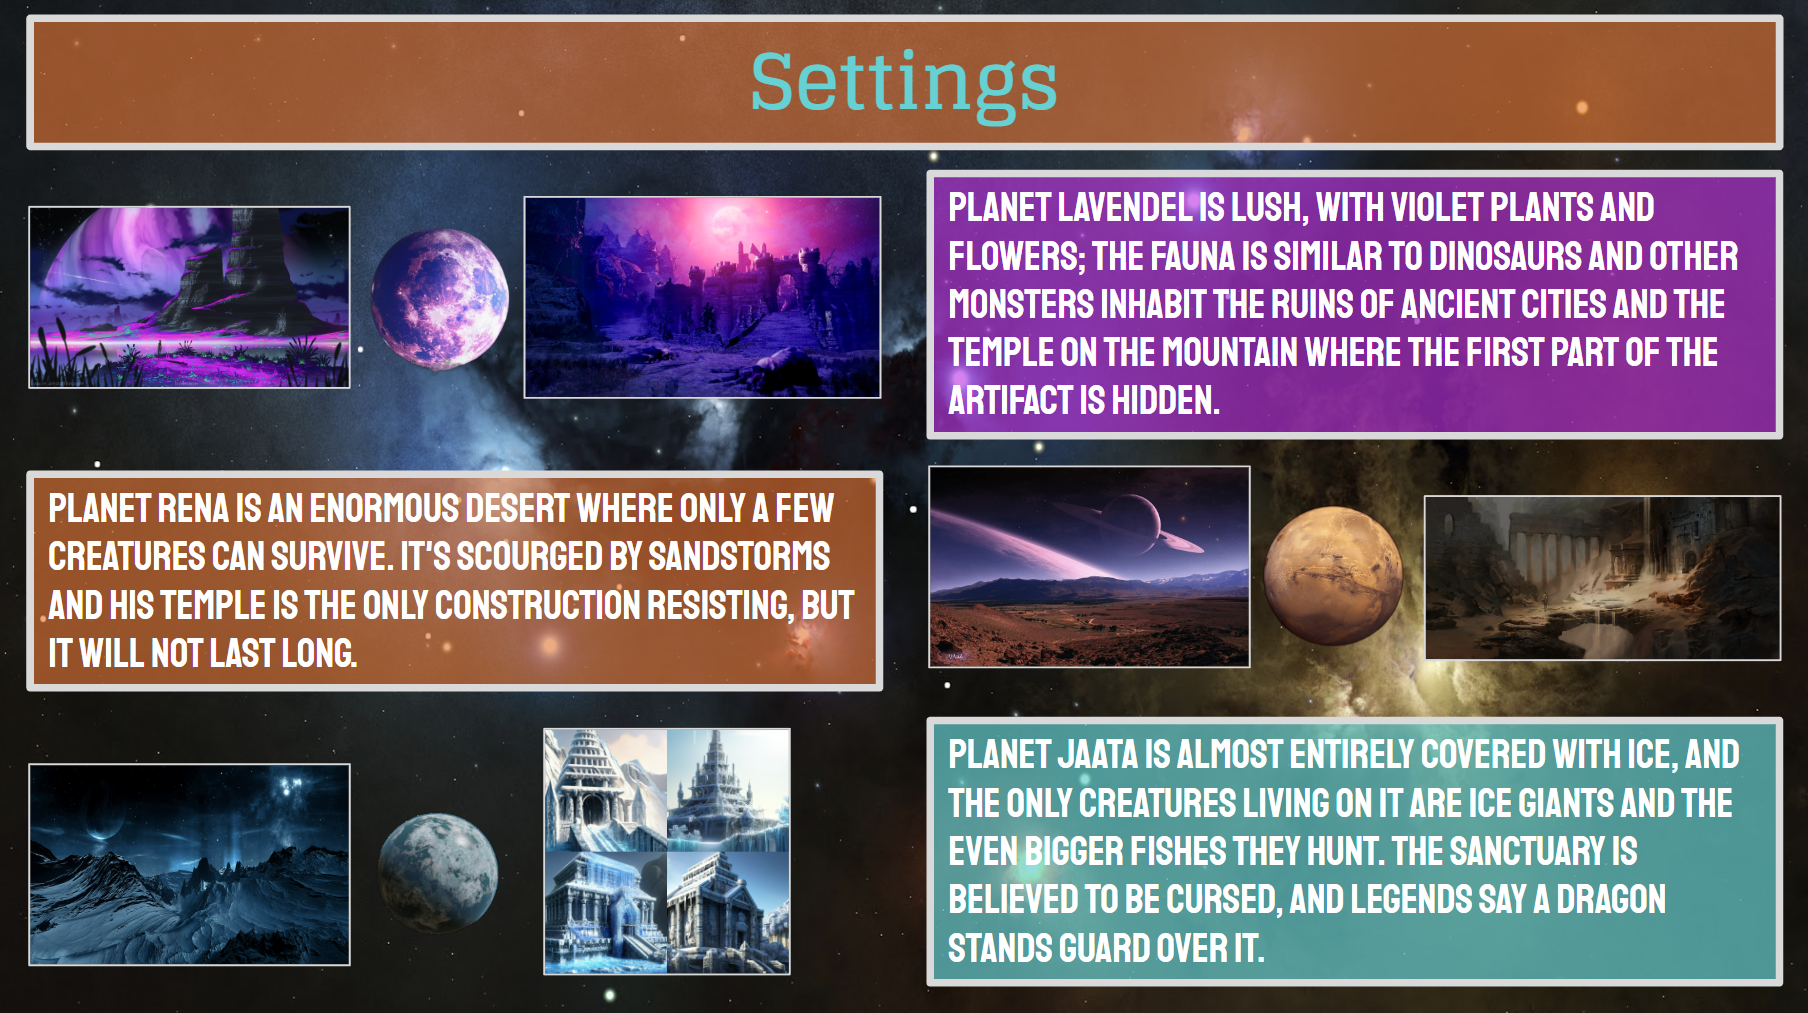 Settings
PLANET LAVENDEL IS LUSH, WITH VIOLET PLANTS AND
FLOWERS; THE FAUNA IS SIMILAR TO DINOSAURS AND OTHER
MONSTERS INHABIT THE RUINS OF ANCIENT CITIES AND THE
TEMPLE ON THE MOUNTAIN WHERE THE FIRST PART OF THE
ARTIFACT IS HIDDEN.
PLANET RENA IS AN ENORMOUS DESERT WHERE ONLY A FEW
CREATURES CAN SURVIVE. IT'S SCOURGED BY SANDSTORMS
AND HIS TEMPLE IS THE ONLY CONSTRUCTION RESISTING, BUT
IT WILL NOT LAST LONG.
PLANET JAATA IS ALMOST ENTIRELY COVERED WITH ICE, AND
THE ONLY CREATURES LIVING ON IT ARE ICE GIANTS AND THE
EVEN BIGGER FISHES THEY HUNT. THE SANCTUARY IS
BELIEVED TO BE CURSED, AND LEGENDS SAY A DRAGON
STANDS GUARD OVER IT.